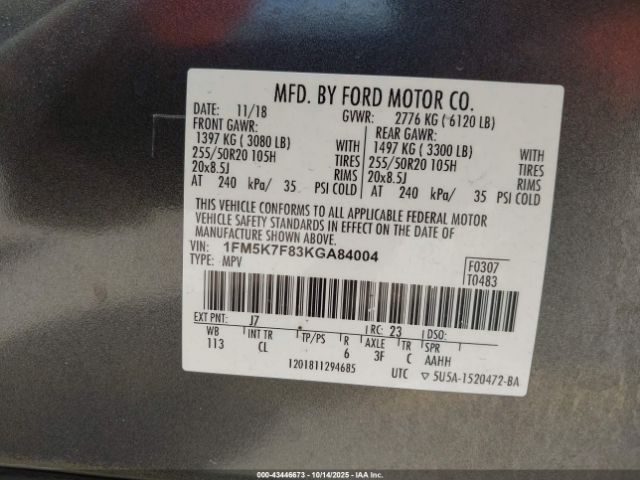 MFD. BY FORD MOTOR CO.
DATE: 11/18 GVWR: 2776 KG ( 6120 LB)
FRONT GAWR: REAR GAWR:
1397 KG ( 3080 LB) WITH 1497 KG ( 3300 LB) WITH
255/50R20 105H TIRES 255/50R20 105H TIRES
20x8.5J RIMS 20x8.5J RIMS
AT 240 kPa/ 35 PSI COLD AT 240 kPa/ 35 PSI COLD
THIS VEHICLE CONFORMS TO ALL APPLICABLE FEDERAL MOTOR
VEHICLE SAFETY STANDARDS IN EFFECT ON THE DATE OF
MANUFACTURE SHOWN ABOVE.
VIN: 1FM5K7F83KGA84004
TYPE: MPV
F0307
T0483
EXT PNT: J7 RC: 23 DSO:
WB INT TR TP/PS R AXLE TR SPR
113 CL 6 3F C AAHH
1201811294685 UTC ▽ 5U5A-1520472-BA
000-43446673 - 10/14/2025 - IAA Inc.